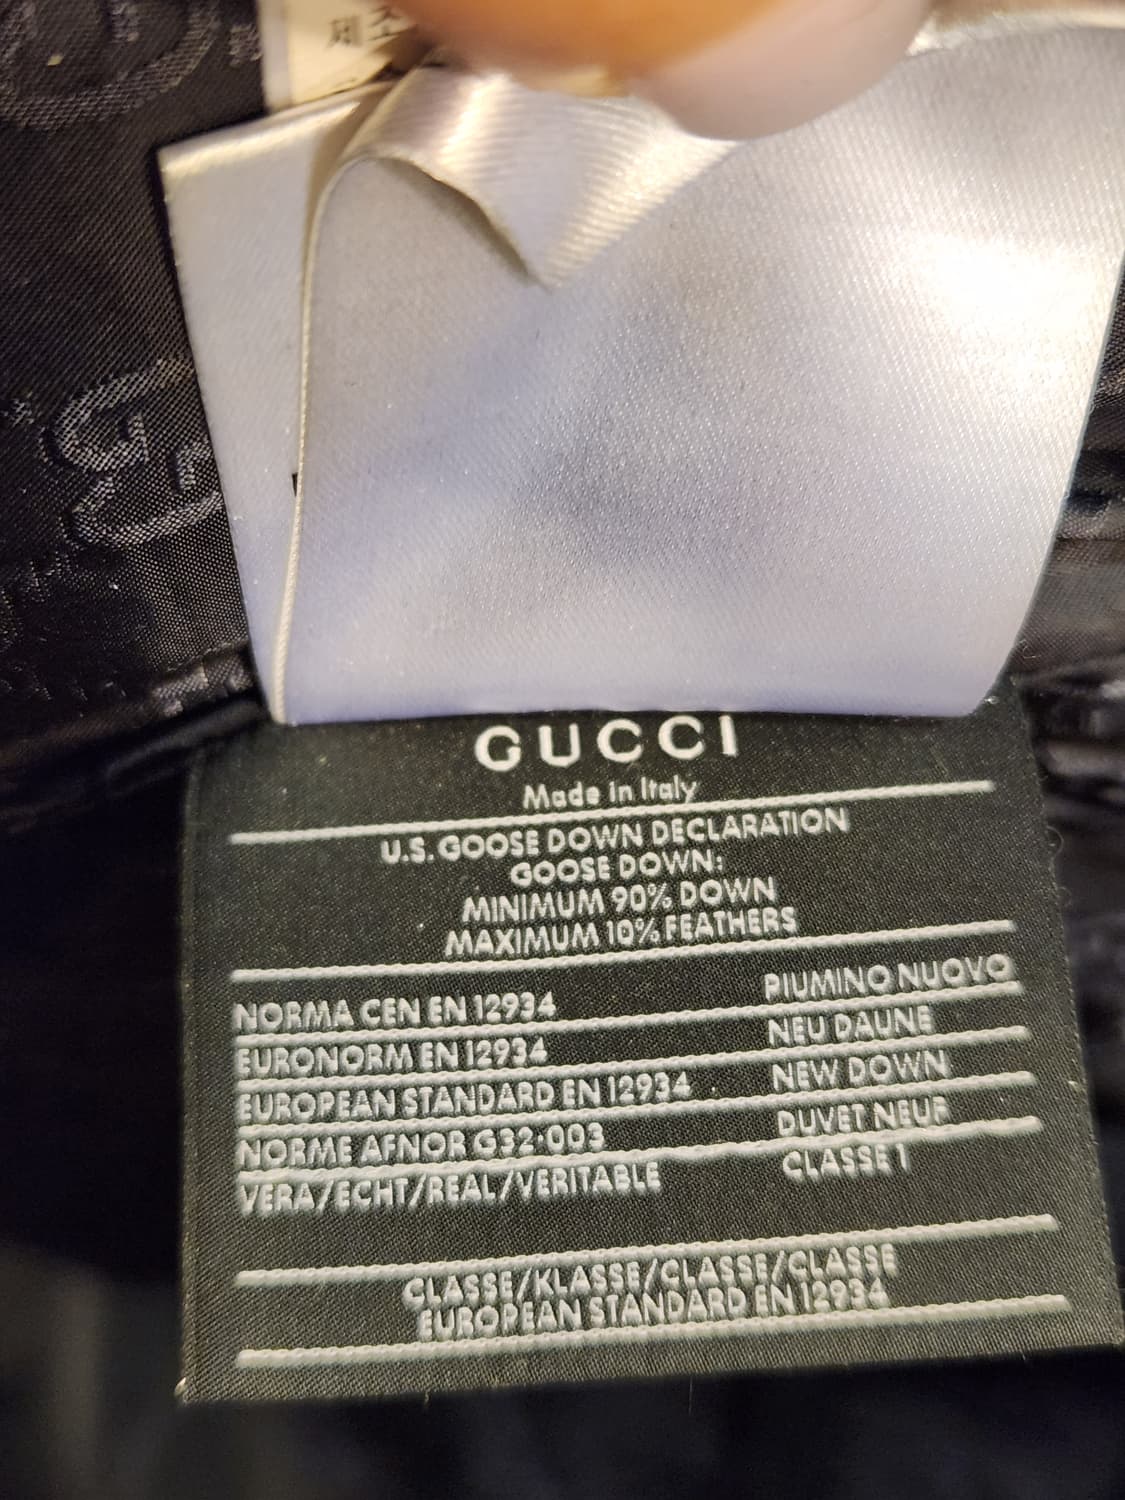 제조
GUCCI
Made in Italy
U.S. GOOSE DOWN DECLARATION
GOOSE DOWN:
MINIMUM 90% DOWN
MAXIMUM 10% FEATHERS
NORMA CEN EN 12934 PIUMINO NUOVO
EURONORM EN 12934 NEU DAUNE
EUROPEAN STANDARD EN 12934 NEW DOWN
NORME AFNOR G32-003 DUVET NEUF
VERA/ECHT/REAL/VERITABLE CLASSE 1
CLASSE/KLASSE/CLASSE/CLASSE
EUROPEAN STANDARD EN 12934